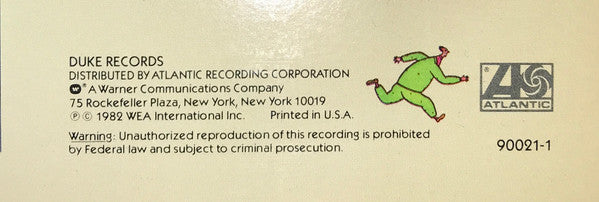 DUKE RECORDS
DISTRIBUTED BY ATLANTIC RECORDING CORPORATION
A Warner Communications Company
75 Rockefeller Plaza, New York, New York 10019
Ⓟ © 1982 WEA International Inc. Printed in U.S.A.
Warning: Unauthorized reproduction of this recording is prohibited
by Federal law and subject to criminal prosecution.
ATLANTIC
90021-1